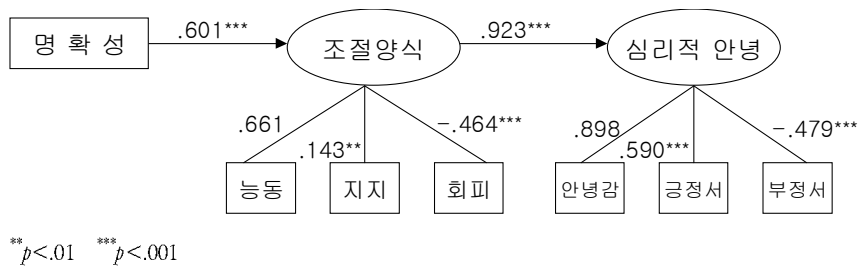 명 확 성 .601*** 조절양식 .923*** 심리적 안녕
.661 .143** -.464*** .898 .590*** -.479***
능동 지지 회피 안녕감 긍정서 부정서
**p<.01 ***p<.001